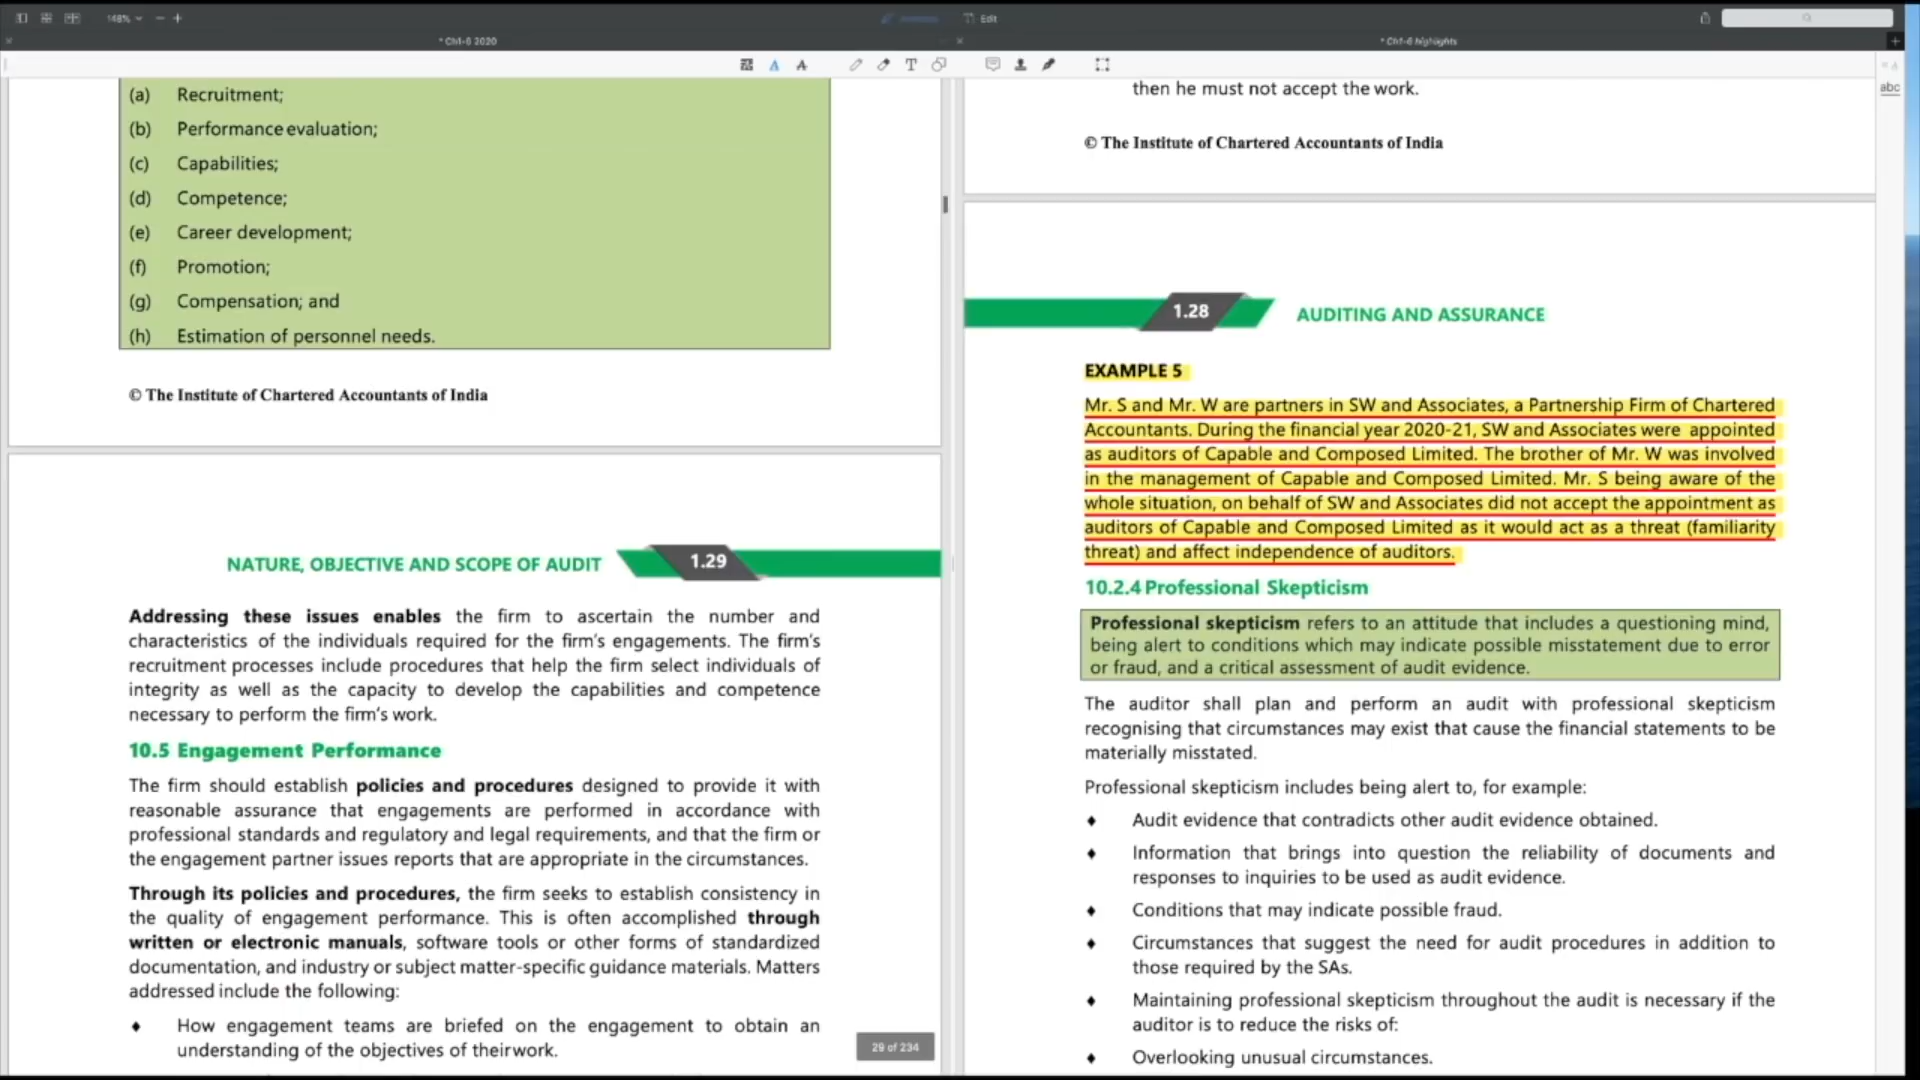 148%
Edit
* Ch1-6 2020
* Ch1-6 highlights
abc
(a) Recruitment;
(b) Performance evaluation;
(c) Capabilities;
(d) Competence;
(e) Career development;
(f) Promotion;
(g) Compensation; and
(h) Estimation of personnel needs.
© The Institute of Chartered Accountants of India
NATURE, OBJECTIVE AND SCOPE OF AUDIT 1.29
Addressing these issues enables the firm to ascertain the number and
characteristics of the individuals required for the firm's engagements. The firm's
recruitment processes include procedures that help the firm select individuals of
integrity as well as the capacity to develop the capabilities and competence
necessary to perform the firm's work.
10.5 Engagement Performance
The firm should establish policies and procedures designed to provide it with
reasonable assurance that engagements are performed in accordance with
professional standards and regulatory and legal requirements, and that the firm or
the engagement partner issues reports that are appropriate in the circumstances.
Through its policies and procedures, the firm seeks to establish consistency in
the quality of engagement performance. This is often accomplished through
written or electronic manuals, software tools or other forms of standardized
documentation, and industry or subject matter-specific guidance materials. Matters
addressed include the following:
♦ How engagement teams are briefed on the engagement to obtain an
understanding of the objectives of theirwork.
29 of 234
then he must not accept the work.
© The Institute of Chartered Accountants of India
1.28 AUDITING AND ASSURANCE
EXAMPLE 5
Mr. S and Mr. W are partners in SW and Associates, a Partnership Firm of Chartered
Accountants. During the financial year 2020-21, SW and Associates were appointed
as auditors of Capable and Composed Limited. The brother of Mr. W was involved
in the management of Capable and Composed Limited. Mr. S being aware of the
whole situation, on behalf of SW and Associates did not accept the appointment as
auditors of Capable and Composed Limited as it would act as a threat (familiarity
threat) and affect independence of auditors.
10.2.4 Professional Skepticism
Professional skepticism refers to an attitude that includes a questioning mind,
being alert to conditions which may indicate possible misstatement due to error
or fraud, and a critical assessment of audit evidence.
The auditor shall plan and perform an audit with professional skepticism
recognising that circumstances may exist that cause the financial statements to be
materially misstated.
Professional skepticism includes being alert to, for example:
♦ Audit evidence that contradicts other audit evidence obtained.
♦ Information that brings into question the reliability of documents and
responses to inquiries to be used as audit evidence.
♦ Conditions that may indicate possible fraud.
♦ Circumstances that suggest the need for audit procedures in addition to
those required by the SAs.
♦ Maintaining professional skepticism throughout the audit is necessary if the
auditor is to reduce the risks of:
♦ Overlooking unusual circumstances.